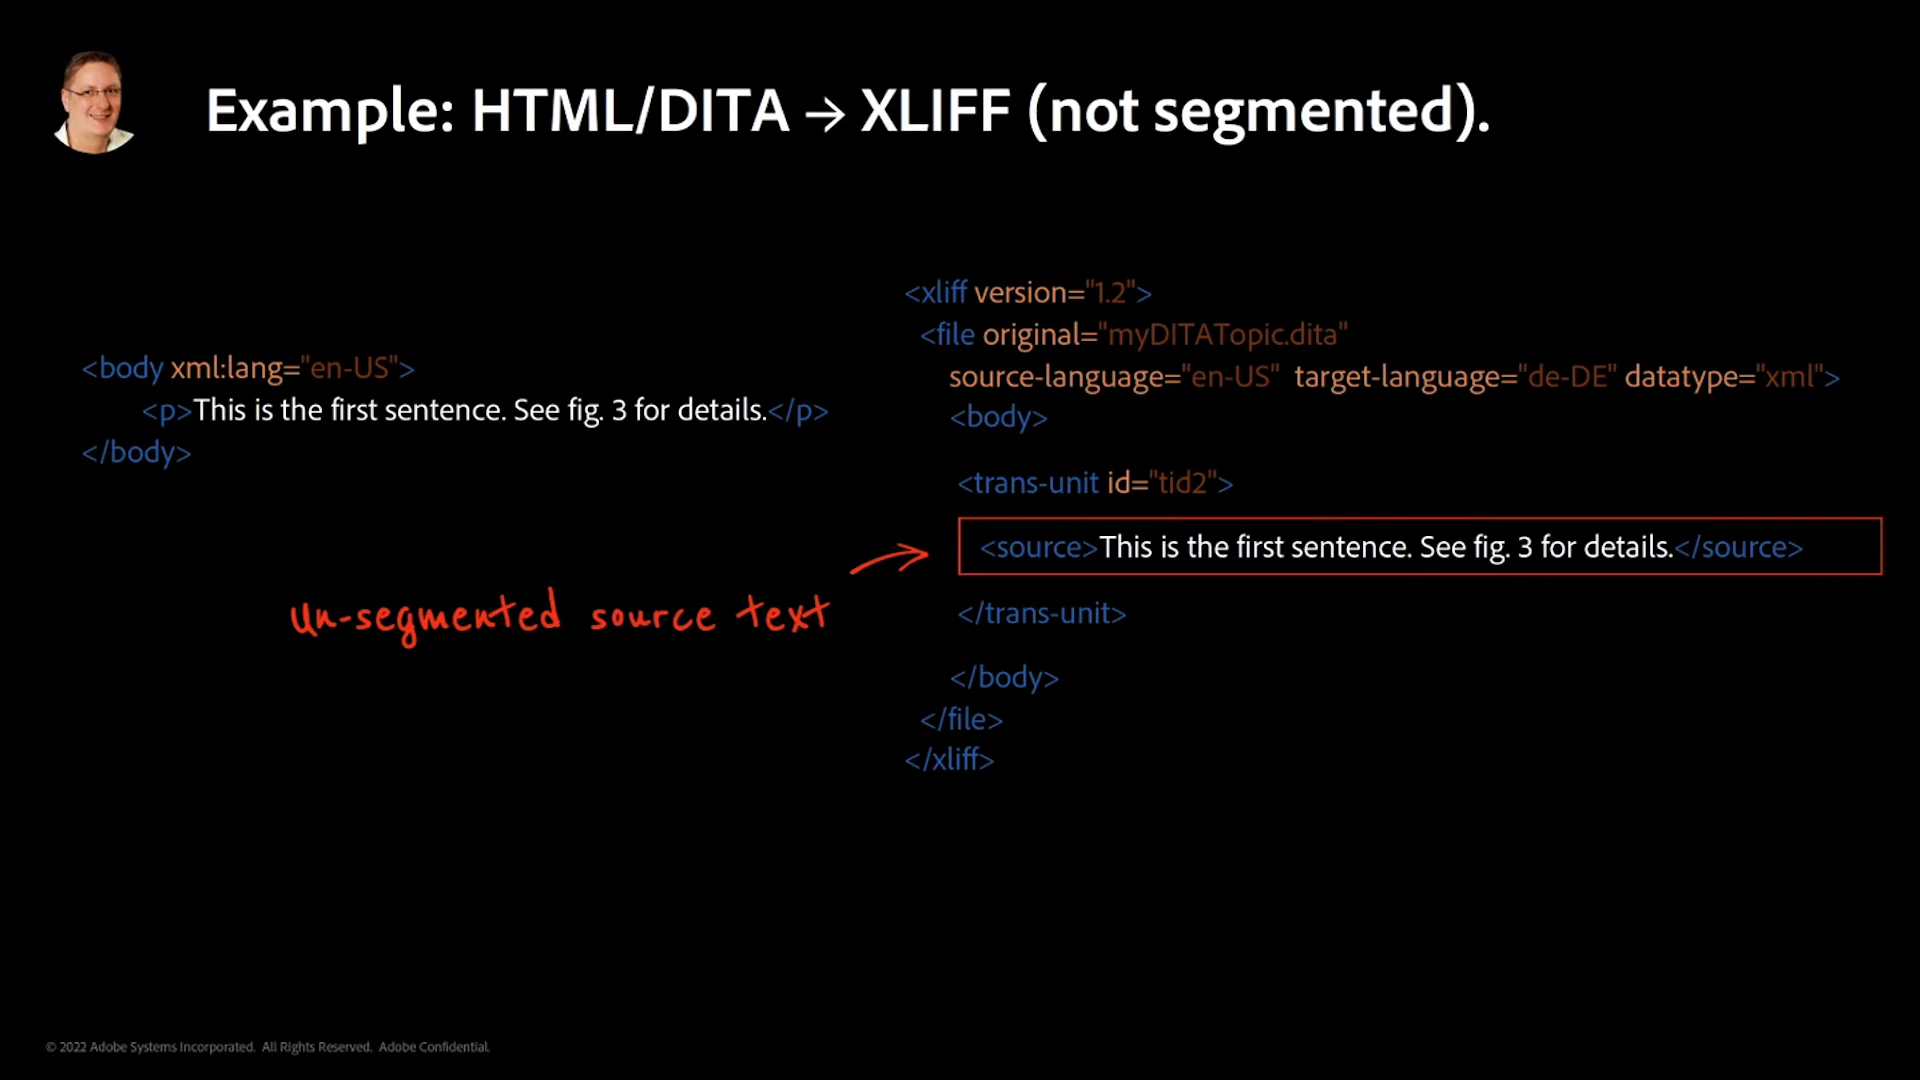 Example: HTML/DITA → XLIFF (not segmented).
<body xml:lang="en-US">
<p>This is the first sentence. See fig. 3 for details.</p>
</body>
un-segmented source text
<xliff version="1.2">
<file original="myDITATopic.dita"
source-language="en-US" target-language="de-DE" datatype="xml">
<body>
<trans-unit id="tid2">
<source>This is the first sentence. See fig. 3 for details.</source>
</trans-unit>
</body>
</file>
</xliff>
© 2022 Adobe Systems Incorporated. All Rights Reserved. Adobe Confidential.